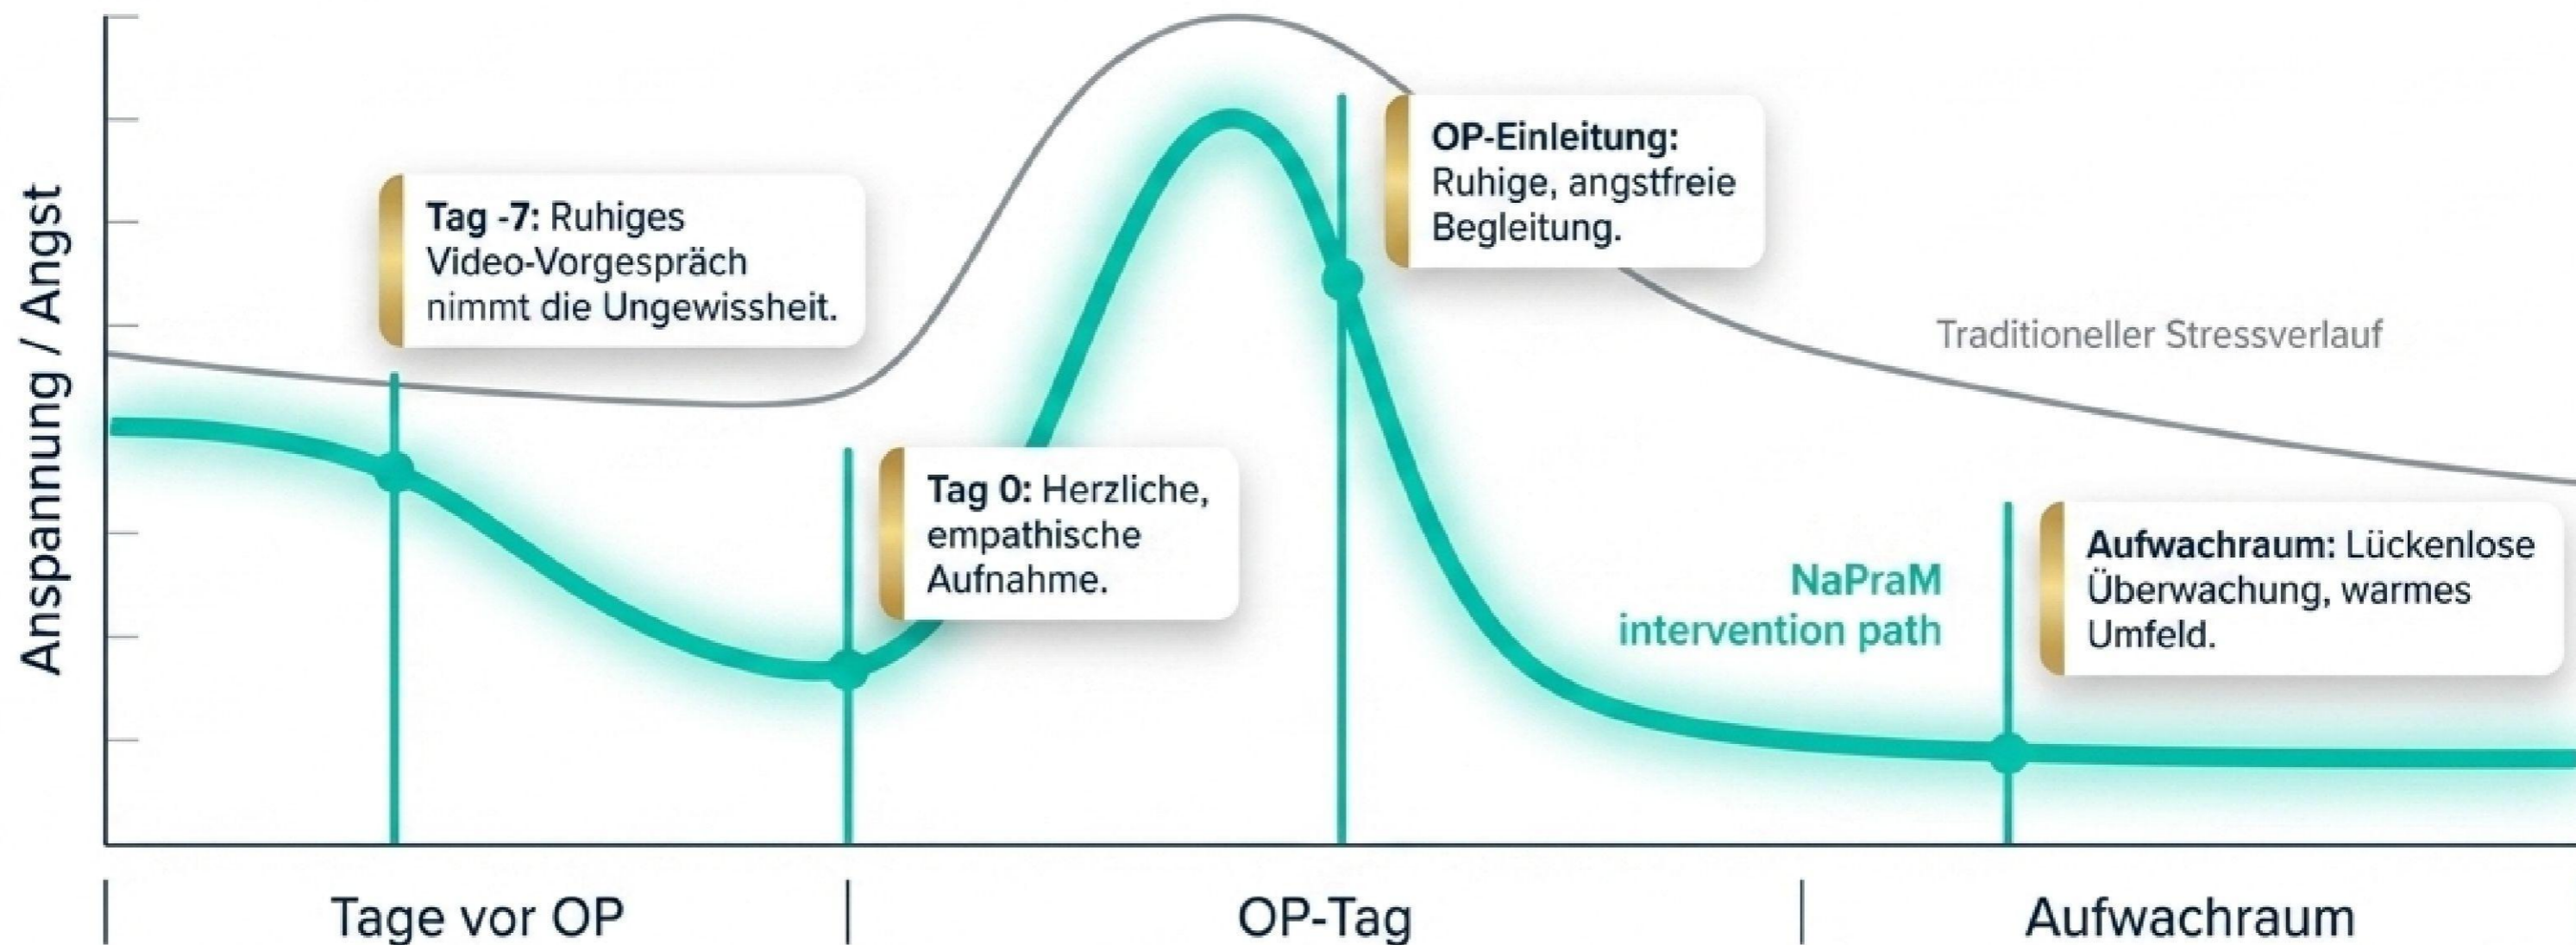 Anspannung / Angst
Tag -7: Ruhiges
Video-Vorgespräch
nimmt die Ungewissheit.
OP-Einleitung:
Ruhige, angstfreie
Begleitung.
Traditioneller Stressverlauf
Tag 0: Herzliche,
empathische
Aufnahme.
NaPraM
intervention path
Aufwachraum: Lückenlose
Überwachung, warmes
Umfeld.
Tage vor OP
OP-Tag
Aufwachraum